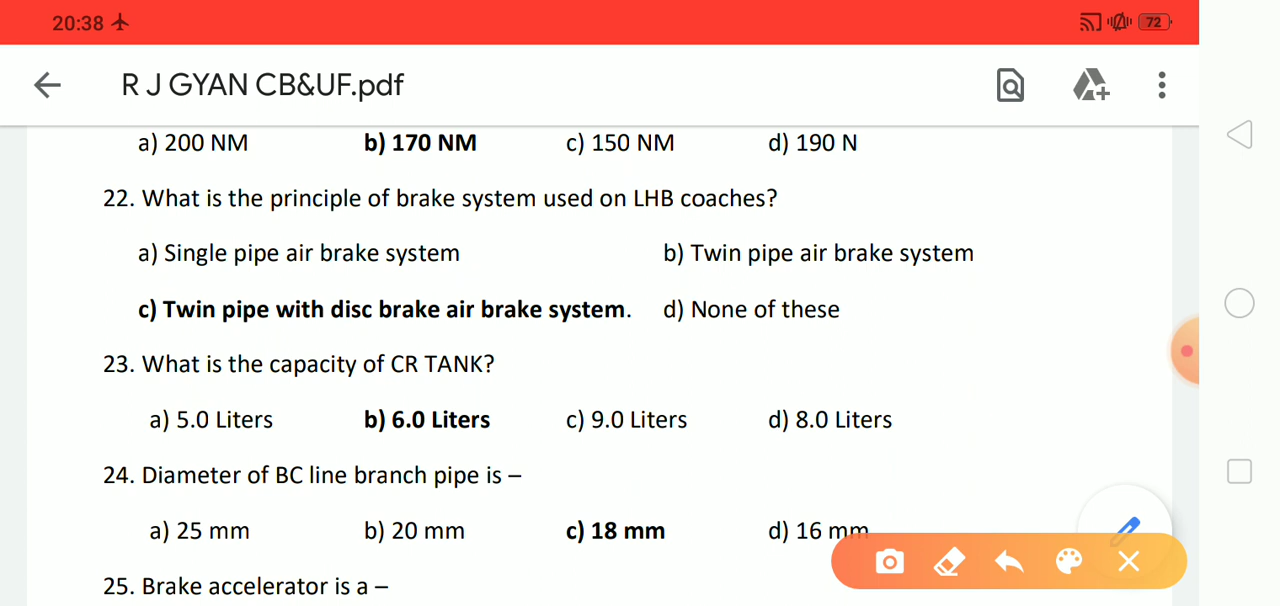 20:38
72
R J GYAN CB&UF.pdf
a) 200 NM b) 170 NM c) 150 NM d) 190 N
22. What is the principle of brake system used on LHB coaches?
a) Single pipe air brake system b) Twin pipe air brake system
c) Twin pipe with disc brake air brake system. d) None of these
23. What is the capacity of CR TANK?
a) 5.0 Liters b) 6.0 Liters c) 9.0 Liters d) 8.0 Liters
24. Diameter of BC line branch pipe is –
a) 25 mm b) 20 mm c) 18 mm d) 16 mm
25. Brake accelerator is a –